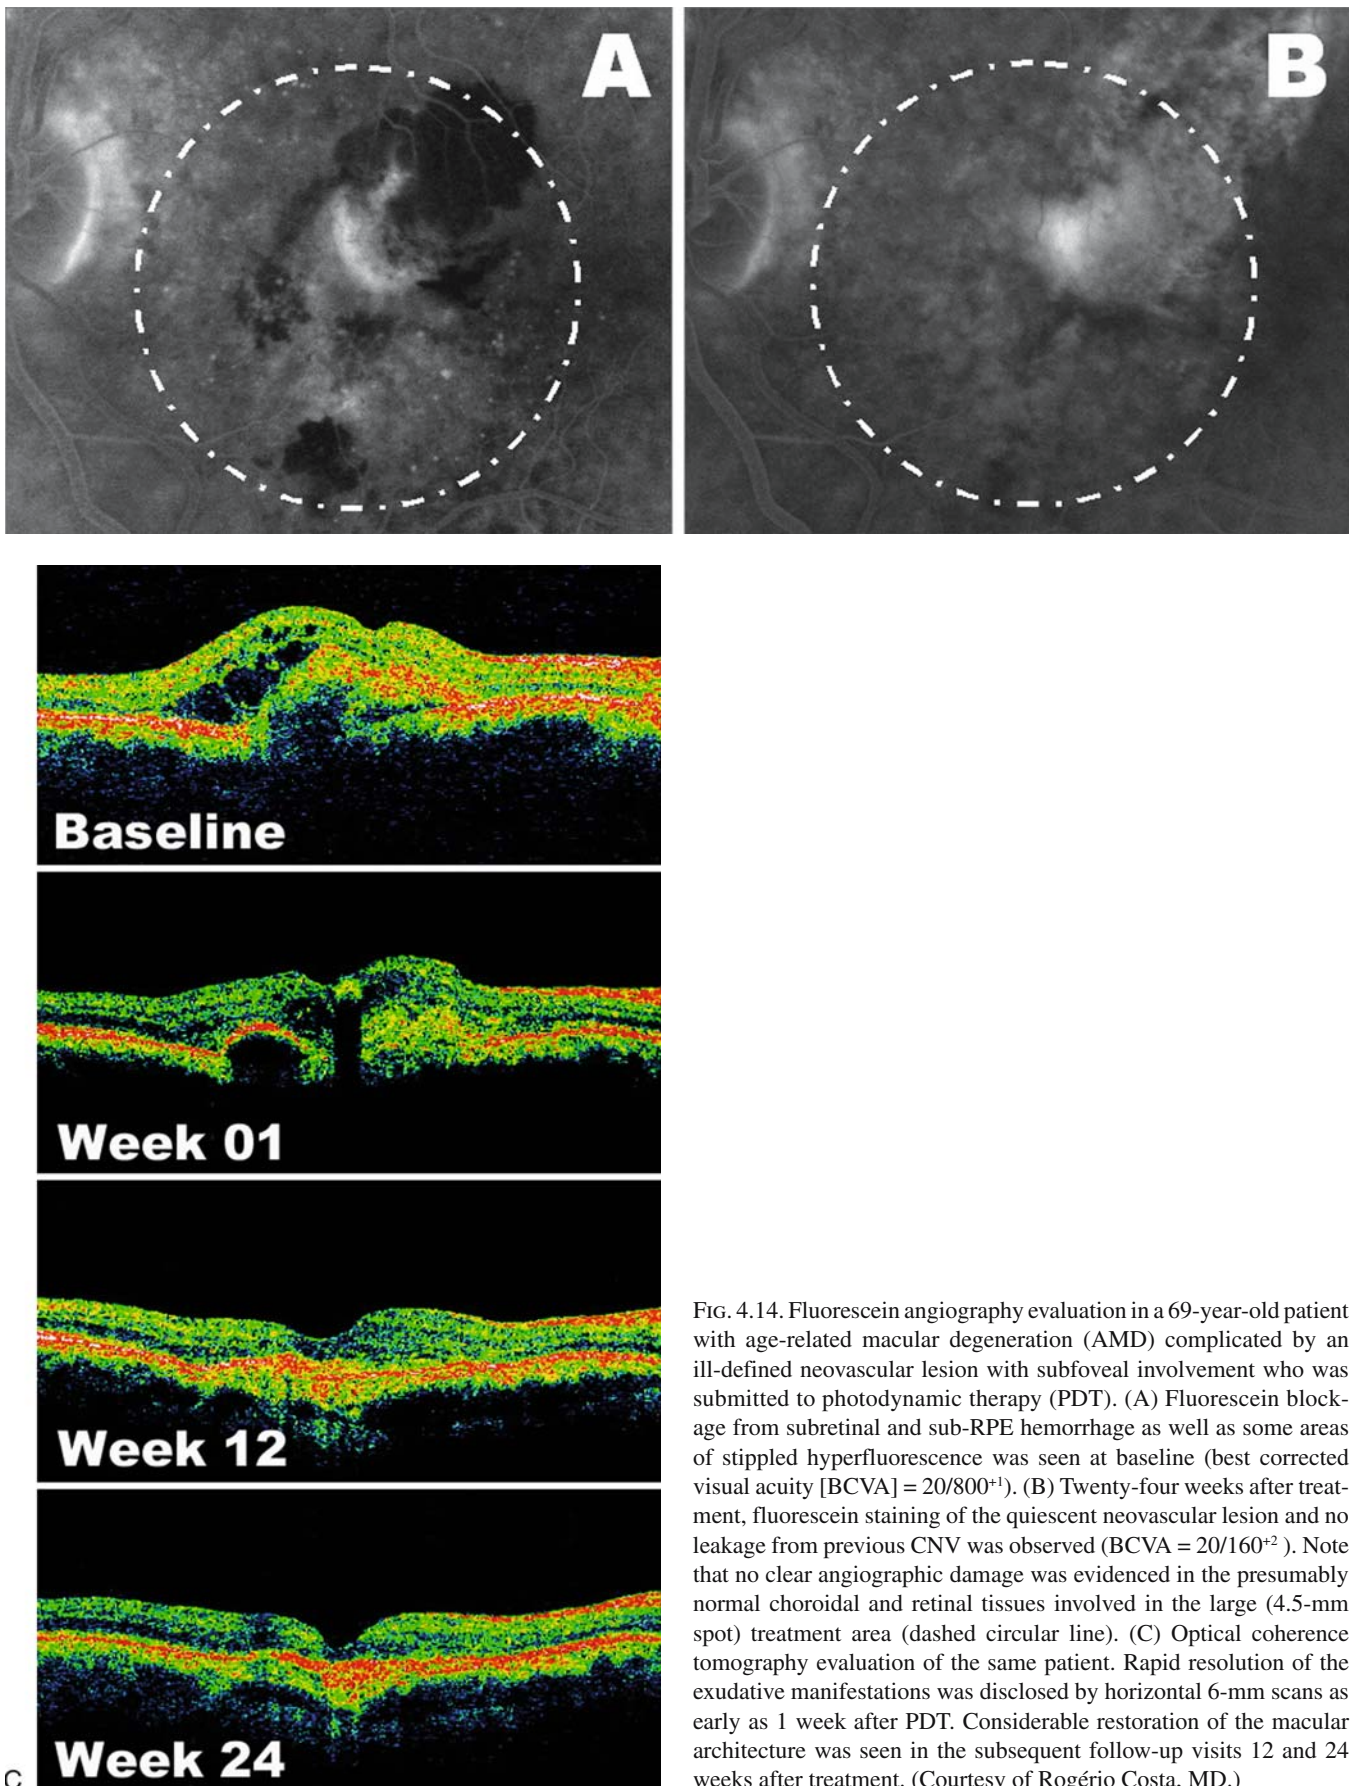 A
B
Baseline
Week 01
Week 12
Week 24
C
FIG. 4.14. Fluorescein angiography evaluation in a 69-year-old patient
with age-related macular degeneration (AMD) complicated by an
ill-defined neovascular lesion with subfoveal involvement who was
submitted to photodynamic therapy (PDT). (A) Fluorescein block-
age from subretinal and sub-RPE hemorrhage as well as some areas
of stippled hyperfluorescence was seen at baseline (best corrected
visual acuity [BCVA] = 20/800⁺¹). (B) Twenty-four weeks after treat-
ment, fluorescein staining of the quiescent neovascular lesion and no
leakage from previous CNV was observed (BCVA = 20/160⁺² ). Note
that no clear angiographic damage was evidenced in the presumably
normal choroidal and retinal tissues involved in the large (4.5-mm
spot) treatment area (dashed circular line). (C) Optical coherence
tomography evaluation of the same patient. Rapid resolution of the
exudative manifestations was disclosed by horizontal 6-mm scans as
early as 1 week after PDT. Considerable restoration of the macular
architecture was seen in the subsequent follow-up visits 12 and 24
weeks after treatment. (Courtesy of Rogério Costa, MD.)